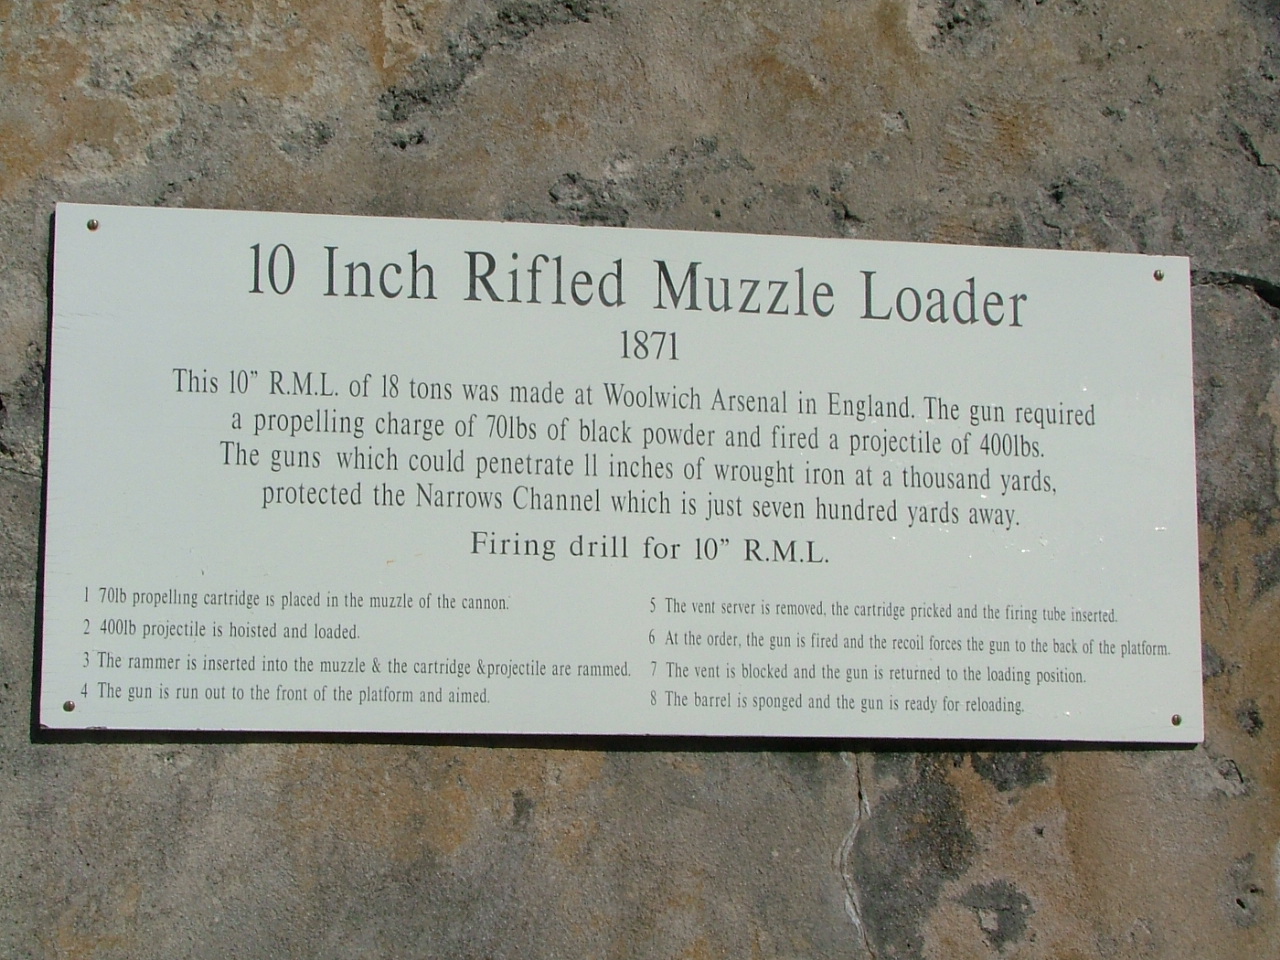 10 Inch Rifled Muzzle Loader
1871
This 10” R.M.L. of 18 tons was made at Woolwich Arsenal in England. The gun required
a propelling charge of 70lbs of black powder and fired a projectile of 400lbs.
The guns which could penetrate 11 inches of wrought iron at a thousand yards,
protected the Narrows Channel which is just seven hundred yards away.
Firing drill for 10” R.M.L.
1 70lb propelling cartridge is placed in the muzzle of the cannon.
2 400lb projectile is hoisted and loaded.
3 The rammer is inserted into the muzzle & the cartridge &projectile are rammed.
4 The gun is run out to the front of the platform and aimed.
5 The vent server is removed, the cartridge pricked and the firing tube inserted.
6 At the order, the gun is fired and the recoil forces the gun to the back of the platform.
7 The vent is blocked and the gun is returned to the loading position.
8 The barrel is sponged and the gun is ready for reloading.